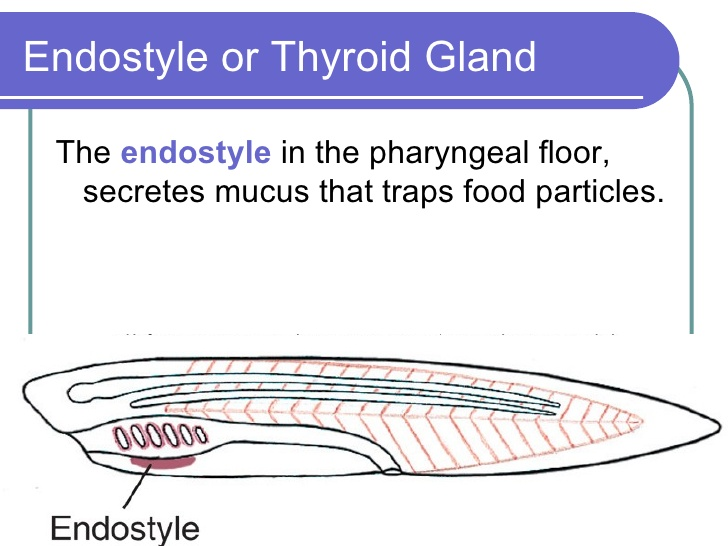 Endostyle or Thyroid Gland
The endostyle in the pharyngeal floor,
secretes mucus that traps food particles.
Endostyle